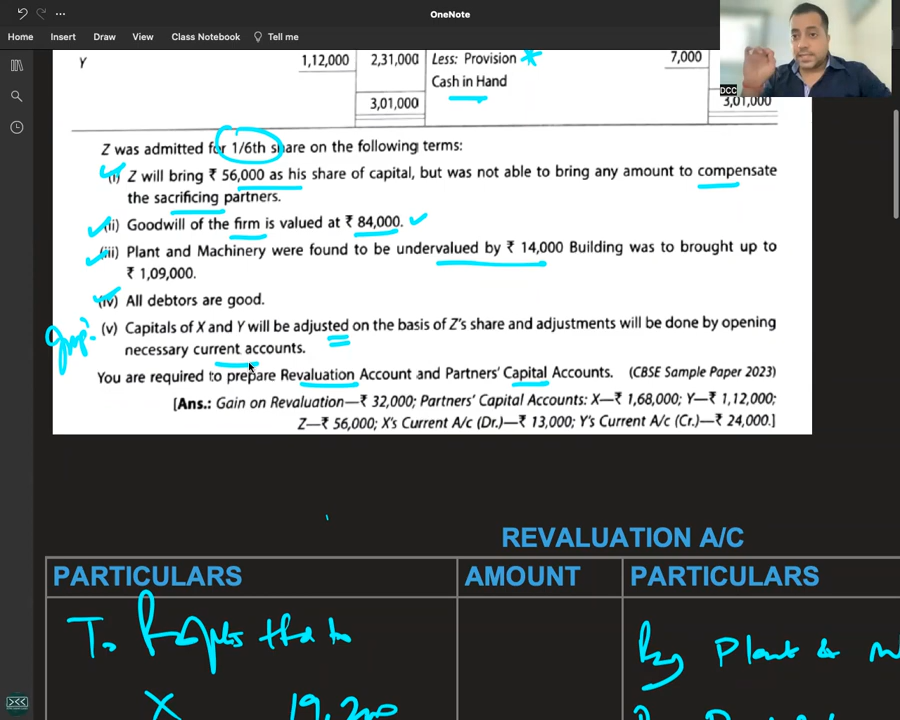 OneNote
Home Insert Draw View Class Notebook Tell me
Y 1,12,000 2,31,000 Less: Provision 7,000
Cash in Hand
3,01,000 3,01,000
DCC
Z was admitted for 1/6th share on the following terms:
(i) Z will bring ₹ 56,000 as his share of capital, but was not able to bring any amount to compensate
the sacrificing partners.
(ii) Goodwill of the firm is valued at ₹ 84,000.
(iii) Plant and Machinery were found to be undervalued by ₹ 14,000 Building was to brought up to
₹ 1,09,000.
(iv) All debtors are good.
(v) Capitals of X and Y will be adjusted on the basis of Z's share and adjustments will be done by opening
necessary current accounts.
You are required to prepare Revaluation Account and Partners' Capital Accounts. (CBSE Sample Paper 2023)
[Ans.: Gain on Revaluation—₹ 32,000; Partners' Capital Accounts: X—₹ 1,68,000; Y—₹ 1,12,000;
Z—₹ 56,000; X's Current A/c (Dr.)—₹ 13,000; Y's Current A/c (Cr.)—₹ 24,000.]
REVALUATION A/C
PARTICULARS AMOUNT PARTICULARS
To
By Plant & M
X 19,200